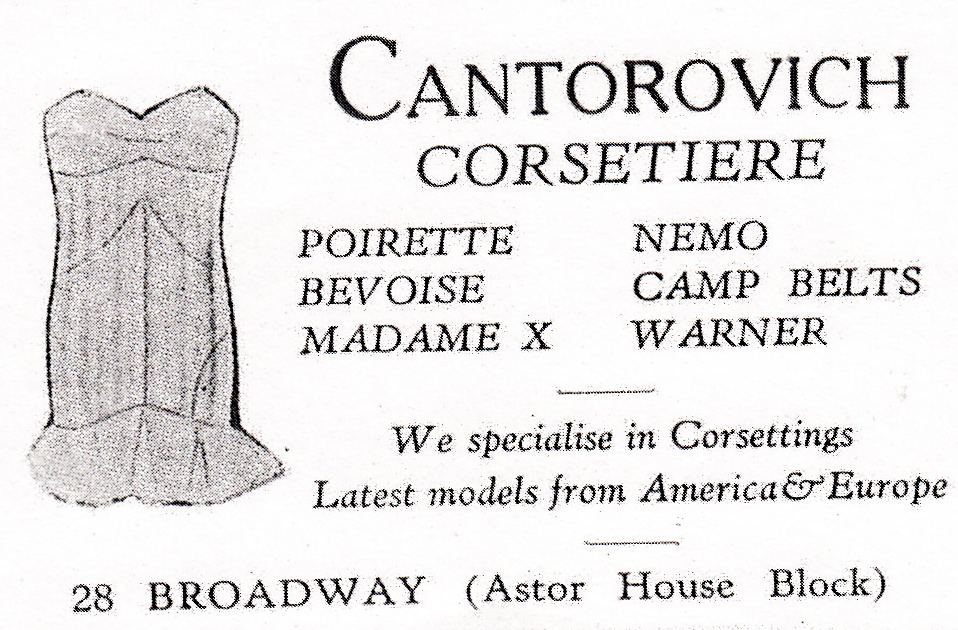 CANTOROVICH
CORSETIERE
POIRETTE NEMO
BEVOISE CAMP BELTS
MADAME X WARNER
We specialise in Corsettings
Latest models from America & Europe
28 BROADWAY (Astor House Block)